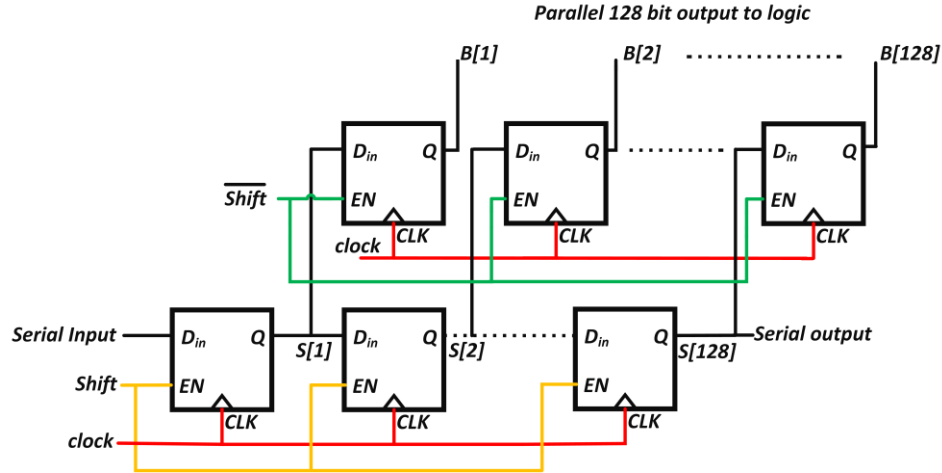 Parallel 128 bit output to logic
B[1]
B[2]
B[128]
Din
Q
EN
CLK
Din
Q
EN
CLK
Din
Q
EN
CLK
Shift
clock
Serial Input
Din
Q
EN
CLK
S[1]
Din
Q
EN
CLK
S[2]
Din
Q
EN
CLK
S[128]
Serial output
Shift
clock